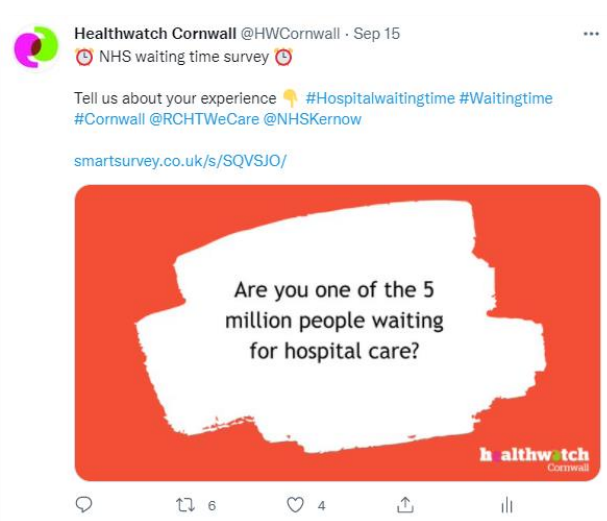 Healthwatch Cornwall @HWCornwall · Sep 15
⏰ NHS waiting time survey ⏰
Tell us about your experience 👇 #Hospitalwaitingtime #Waitingtime
#Cornwall @RCHTWeCare @NHSKernow
smartsurvey.co.uk/s/SQVSJO/
Are you one of the 5
million people waiting
for hospital care?
healthwatch
Cornwall
6 4